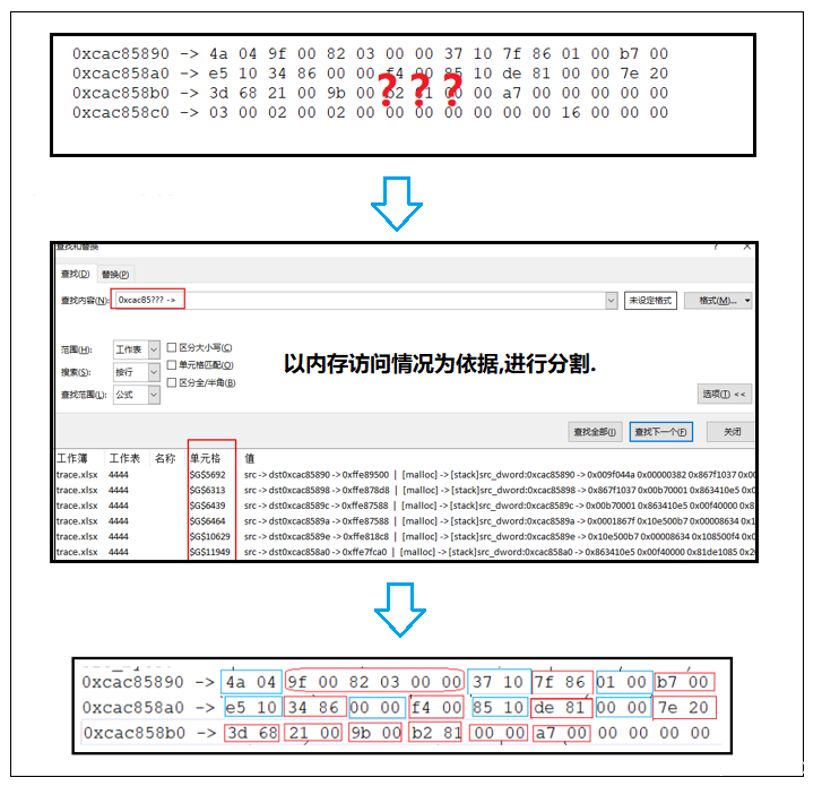 0xcac85890 -> 4a 04 9f 00 82 03 00 00 37 10 7f 86 01 00 b7 00
0xcac858a0 -> e5 10 34 86 00 00 f4 00 85 10 de 81 00 00 7e 20
0xcac858b0 -> 3d 68 21 00 9b 00 b2 81 00 00 a7 00 00 00 00 00
0xcac858c0 -> 03 00 02 00 02 00 00 00 00 00 00 00 16 00 00 00
? ? ?
查找和替换 ? X
查找(D) 替换(P)
查找内容(N): 0xcac85??? -> 未设定格式 格式(M)...
范围(H): 工作表 区分大小写(C)
搜索(S): 按行 单元格匹配(O)
查找范围(L): 公式 区分全/半角(B)
以内存访问情况为依据,进行分割.
选项(T) <<
查找全部(I) 查找下一个(F) 关闭
工作簿 工作表 名称 单元格 值
trace.xlsx 4444 $G$5692 src -> dst0xcac85890 -> 0xffe89500 | [malloc] -> [stack]src_dword:0xcac85890 -> 0x009f044a 0x00000382 0x867f1037 0x00
trace.xlsx 4444 $G$6313 src -> dst0xcac85898 -> 0xffe878d8 | [malloc] -> [stack]src_dword:0xcac85898 -> 0x867f1037 0x00b70001 0x863410e5 0x0
trace.xlsx 4444 $G$6439 src -> dst0xcac8589c -> 0xffe87588 | [malloc] -> [stack]src_dword:0xcac8589c -> 0x00b70001 0x863410e5 0x00f40000 0x8
trace.xlsx 4444 $G$6464 src -> dst0xcac8589a -> 0xffe87588 | [malloc] -> [stack]src_dword:0xcac8589a -> 0x0001867f 0x10e500b7 0x00008634 0x1
trace.xlsx 4444 $G$10629 src -> dst0xcac8589e -> 0xffe818c8 | [malloc] -> [stack]src_dword:0xcac8589e -> 0x10e500b7 0x00008634 0x108500f4 0x0
trace.xlsx 4444 $G$11949 src -> dst0xcac858a0 -> 0xffe7fca0 | [malloc] -> [stack]src_dword:0xcac858a0 -> 0x863410e5 0x00f40000 0x81de1085 0x2
0xcac85890 -> 4a 04 9f 00 82 03 00 00 37 10 7f 86 01 00 b7 00
0xcac858a0 -> e5 10 34 86 00 00 f4 00 85 10 de 81 00 00 7e 20
0xcac858b0 -> 3d 68 21 00 9b 00 b2 81 00 00 a7 00 00 00 00 00